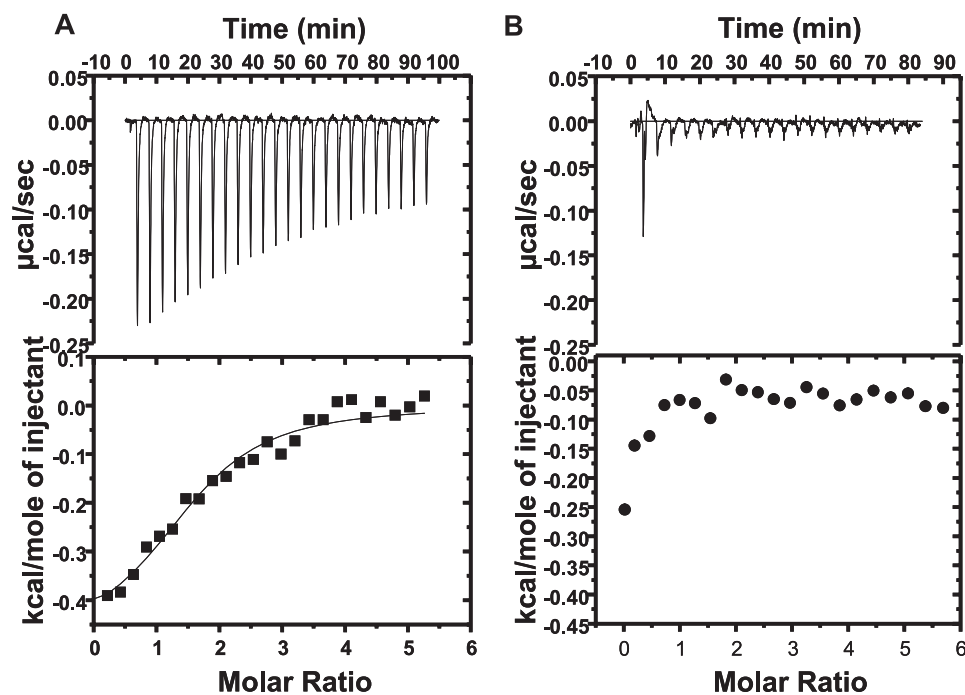 A
Time (min)
-10 0 10 20 30 40 50 60 70 80 90 100
0.05
0.00
-0.05
-0.10
-0.15
-0.20
-0.25
µcal/sec
0.1
0.0
-0.1
-0.2
-0.3
-0.4
kcal/mole of injectant
0 1 2 3 4 5 6
Molar Ratio
B
Time (min)
-10 0 10 20 30 40 50 60 70 80 90
0.05
0.00
-0.05
-0.10
-0.15
-0.20
-0.25
µcal/sec
-0.05
-0.10
-0.15
-0.20
-0.25
-0.30
-0.35
-0.40
-0.45
kcal/mole of injectant
0 1 2 3 4 5 6
Molar Ratio